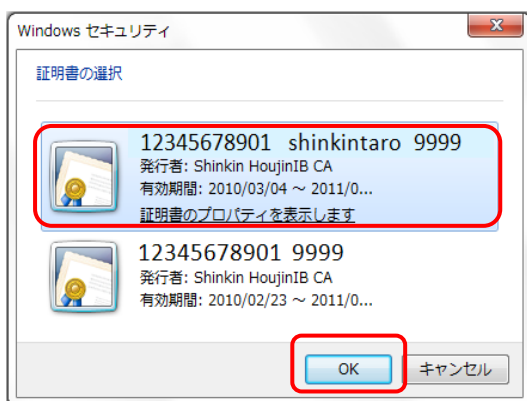 Windows セキュリティ
証明書の選択
12345678901 shinkintaro 9999
発行者: Shinkin HoujinIB CA
有効期間: 2010/03/04 ～ 2011/0...
証明書のプロパティを表示します
12345678901 9999
発行者: Shinkin HoujinIB CA
有効期間: 2010/02/23 ～ 2011/0...
OK
キャンセル